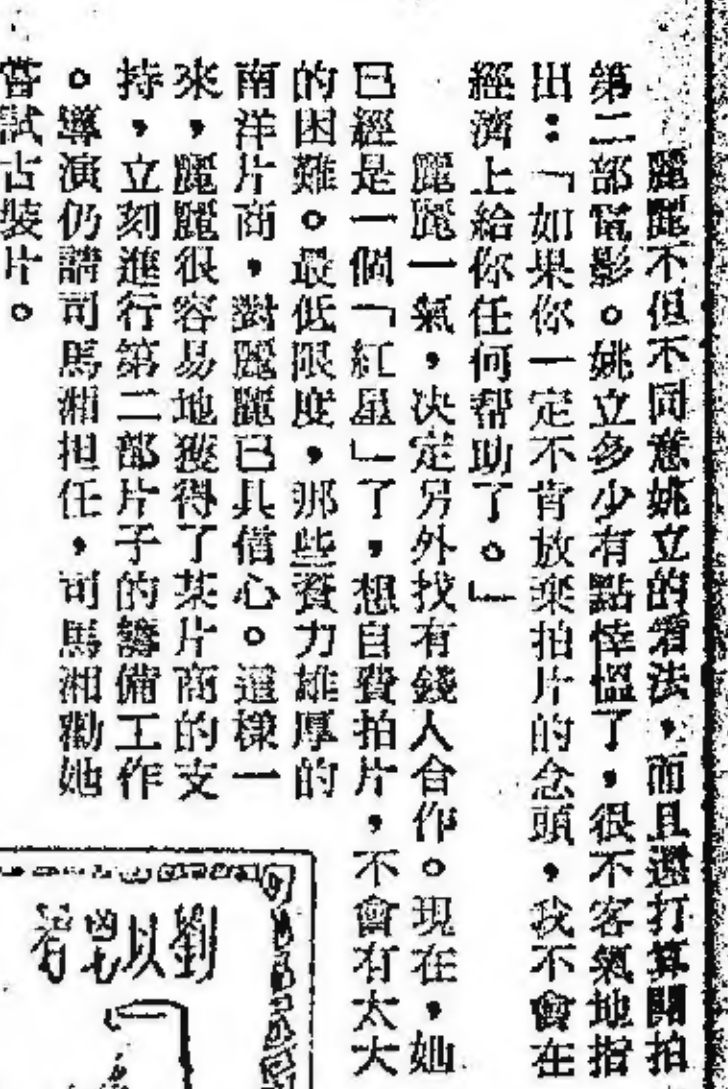 麗麗不但不同意姚立的看法,而且還打算開拍
第二部電影。姚立多少有點悻慍了,很不客氣地指
出:「如果你一定不肯放棄拍片的念頭,我不會在
經濟上給你任何幫助了。」
麗麗一氣,决定另外找有錢人合作。現在,她
已經是一個「紅星」了,想自費拍片,不會有太大
的困難。最低限度,那些資力雄厚的
南洋片商,對麗麗已具信心。這樣一
來,麗麗很容易地獲得了某片商的支
持,立刻進行第二部片子的籌備工作
。導演仍請司馬湘担任,司馬湘勸她
嘗試古裝片。
劉以鬯著